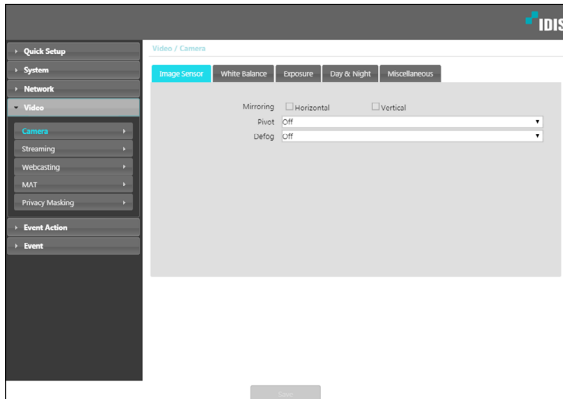 IDIS
Quick Setup
System
Network
Video
Camera
Streaming
Webcasting
MAT
Privacy Masking
Event Action
Event
Video / Camera
Image Sensor White Balance Exposure Day & Night Miscellaneous
Mirroring Horizontal Vertical
Pivot Off
Defog Off
Save